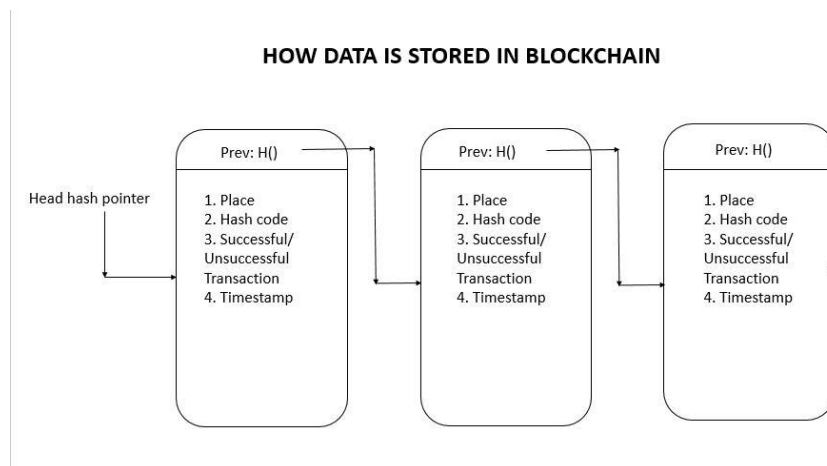 HOW DATA IS STORED IN BLOCKCHAIN
Head hash pointer
Prev: H()
1. Place
2. Hash code
3. Successful/
Unsuccessful
Transaction
4. Timestamp
Prev: H()
1. Place
2. Hash code
3. Successful/
Unsuccessful
Transaction
4. Timestamp
Prev: H()
1. Place
2. Hash code
3. Successful/
Unsuccessful
Transaction
4. Timestamp